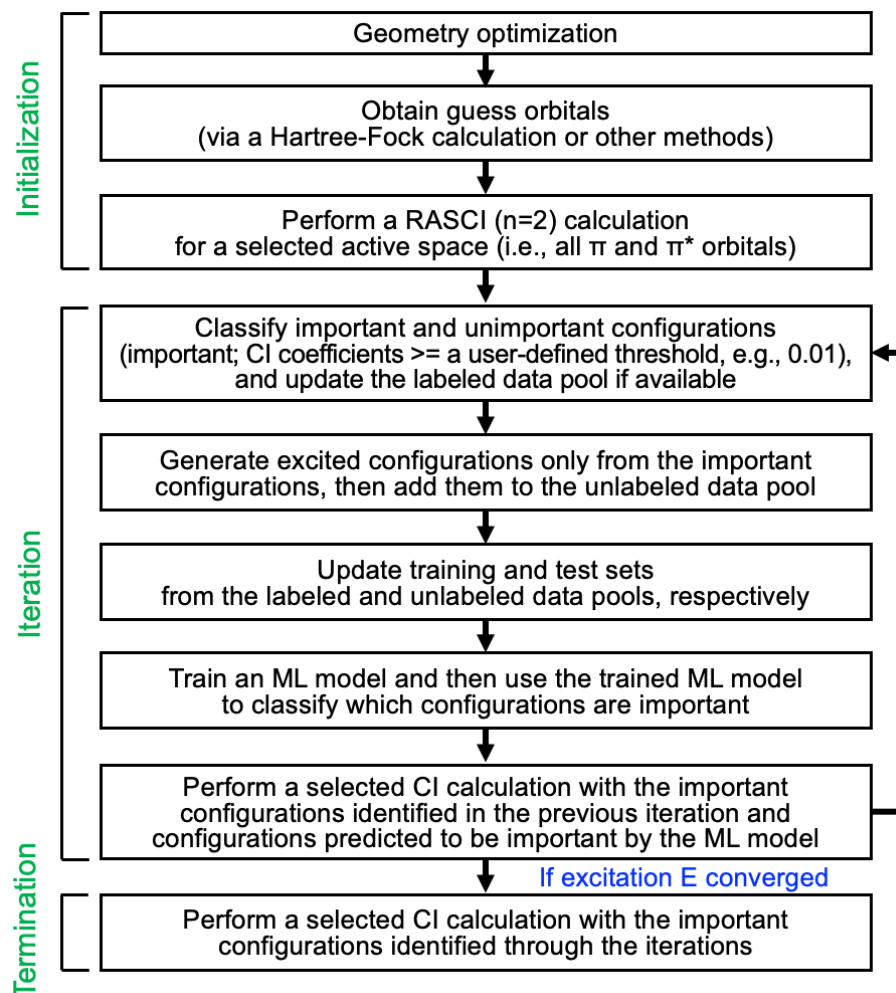 Initialization
Geometry optimization
Obtain guess orbitals
(via a Hartree-Fock calculation or other methods)
Perform a RASCI (n=2) calculation
for a selected active space (i.e., all π and π* orbitals)
Iteration
Classify important and unimportant configurations
(important; CI coefficients >= a user-defined threshold, e.g., 0.01),
and update the labeled data pool if available
Generate excited configurations only from the important
configurations, then add them to the unlabeled data pool
Update training and test sets
from the labeled and unlabeled data pools, respectively
Train an ML model and then use the trained ML model
to classify which configurations are important
Perform a selected CI calculation with the important
configurations identified in the previous iteration and
configurations predicted to be important by the ML model
If excitation E converged
Termination
Perform a selected CI calculation with the important
configurations identified through the iterations